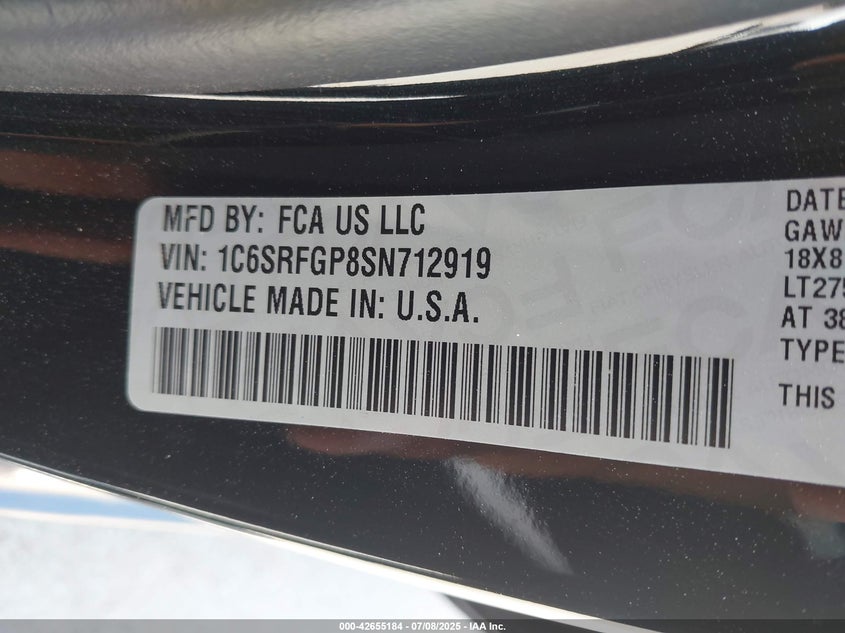 MFD BY: FCA US LLC
VIN: 1C6SRFGP8SN712919
VEHICLE MADE IN: U.S.A.
DATE
GAW
18X8
LT275
AT 38
TYPE
THIS
000-42655184 / 07/08/2025 - IAA Inc.